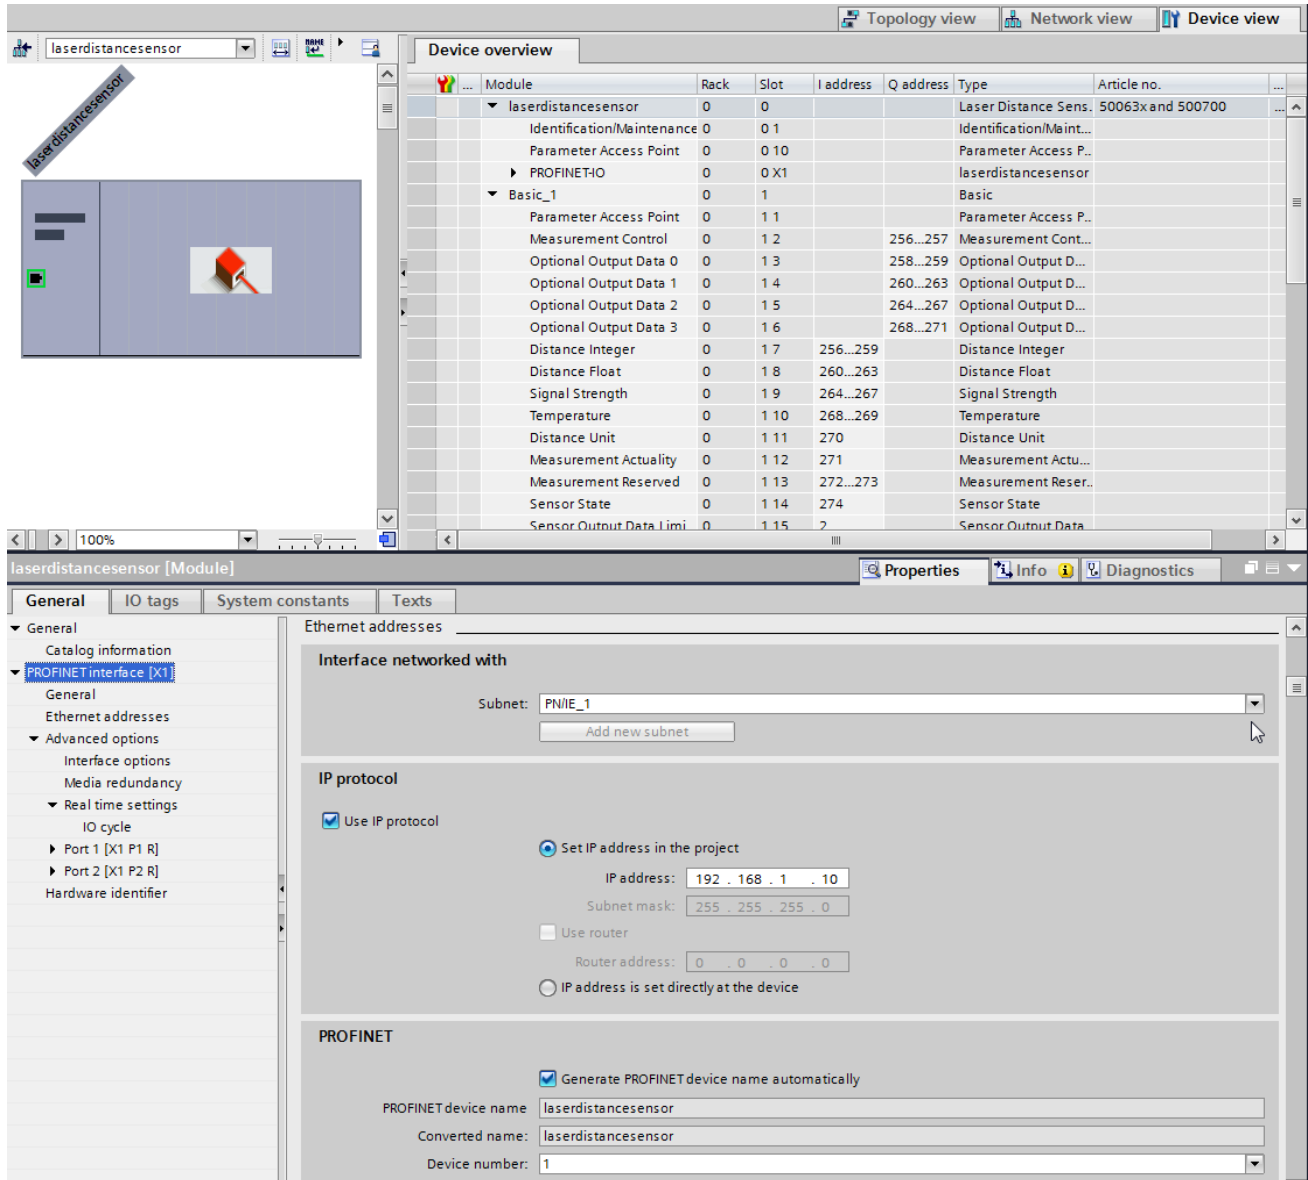 Topology view Network view Device view
laserdistancesensor
Device overview
laserdistancesensor
... Module Rack Slot I address Q address Type Article no. ...
laserdistancesensor 0 0 Laser Distance Sens. 50063x and 500700 ...
Identification/Maintenance 0 0 1 Identification/Maint...
Parameter Access Point 0 0 10 Parameter Access P..
PROFINET-IO 0 0 X1 laserdistancesensor
Basic_1 0 1 Basic
Parameter Access Point 0 1 1 Parameter Access P..
Measurement Control 0 1 2 256...257 Measurement Cont...
Optional Output Data 0 0 1 3 258...259 Optional Output D...
Optional Output Data 1 0 1 4 260...263 Optional Output D...
Optional Output Data 2 0 1 5 264...267 Optional Output D...
Optional Output Data 3 0 1 6 268...271 Optional Output D...
Distance Integer 0 1 7 256...259 Distance Integer
Distance Float 0 1 8 260...263 Distance Float
Signal Strength 0 1 9 264...267 Signal Strength
Temperature 0 1 10 268...269 Temperature
Distance Unit 0 1 11 270 Distance Unit
Measurement Actuality 0 1 12 271 Measurement Actu...
Measurement Reserved 0 1 13 272...273 Measurement Reser..
Sensor State 0 1 14 274 Sensor State
Sensor Output Data Limi 0 1 15 2 Sensor Output Data
100%
laserdistancesensor [Module] Properties Info Diagnostics
General IO tags System constants Texts
General
Catalog information
PROFINET interface [X1]
General
Ethernet addresses
Advanced options
Interface options
Media redundancy
Real time settings
IO cycle
Port 1 [X1 P1 R]
Port 2 [X1 P2 R]
Hardware identifier
Ethernet addresses
Interface networked with
Subnet: PN/IE_1
Add new subnet
IP protocol
Use IP protocol
Set IP address in the project
IP address: 192 . 168 . 1 . 10
Subnet mask: 255 . 255 . 255 . 0
Use router
Router address: 0 . 0 . 0 . 0
IP address is set directly at the device
PROFINET
Generate PROFINET device name automatically
PROFINET device name laserdistancesensor
Converted name: laserdistancesensor
Device number: 1